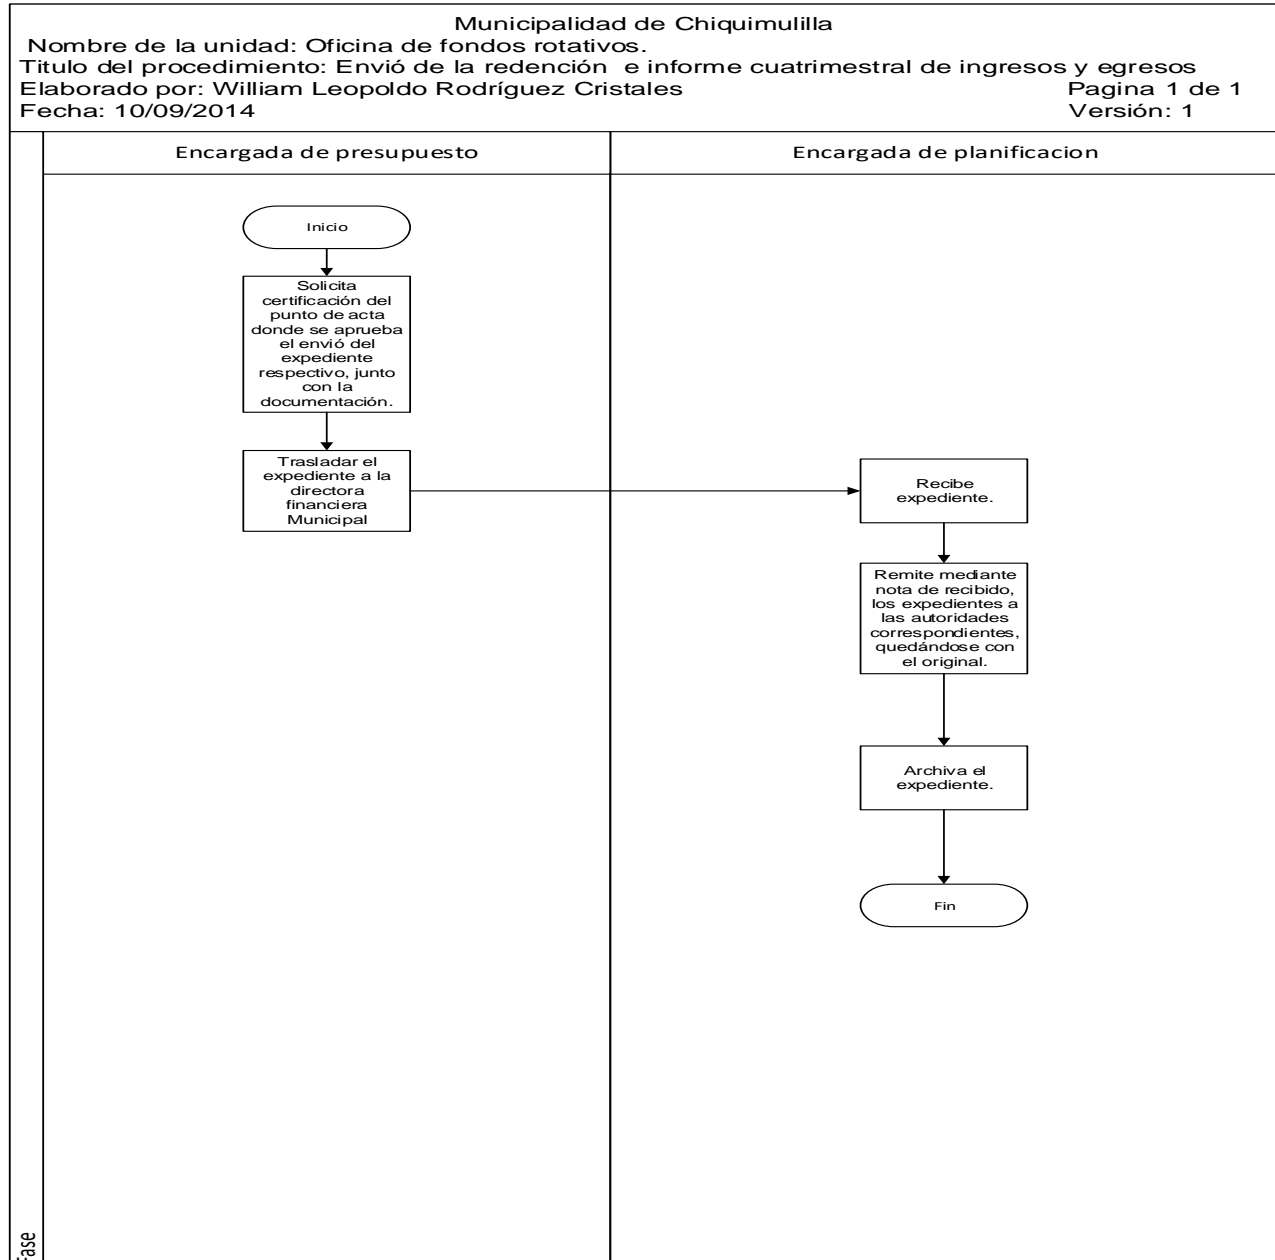 Municipalidad de Chiquimulilla
Nombre de la unidad: Oficina de fondos rotativos.
Titulo del procedimiento: Envió de la redención e informe cuatrimestral de ingresos y egresos
Elaborado por: William Leopoldo Rodríguez Cristales Pagina 1 de 1
Fecha: 10/09/2014 Versión: 1
Encargada de presupuesto
Encargada de planificacion
Inicio
Solicita
certificación del
punto de acta
donde se aprueba
el envió del
expediente
respectivo, junto
con la
documentación.
Trasladar el
expediente a la
directora
financiera
Municipal
Recibe
expediente.
Remite mediante
nota de recibido,
los expedientes a
las autoridades
correspondientes,
quedándose con
el original.
Archiva el
expediente.
Fin
Fase